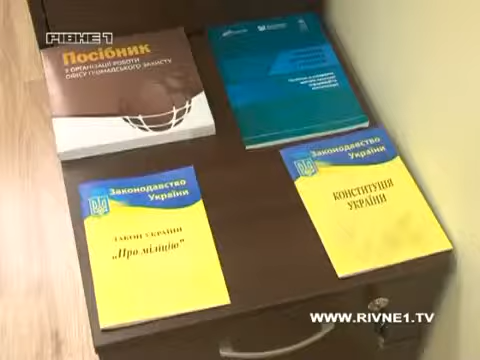 РІВНЕ 1
Посібник
З ОРГАНІЗАЦІЇ РОБОТИ
ОФІСУ ГРОМАДСЬКОГО ЗАХИСТУ
Законодавство
України
ЗАКОН УКРАЇНИ
„Про міліцію"
Законодавство
України
КОНСТИТУЦІЯ
УКРАЇНИ
WWW.RIVNE1.TV